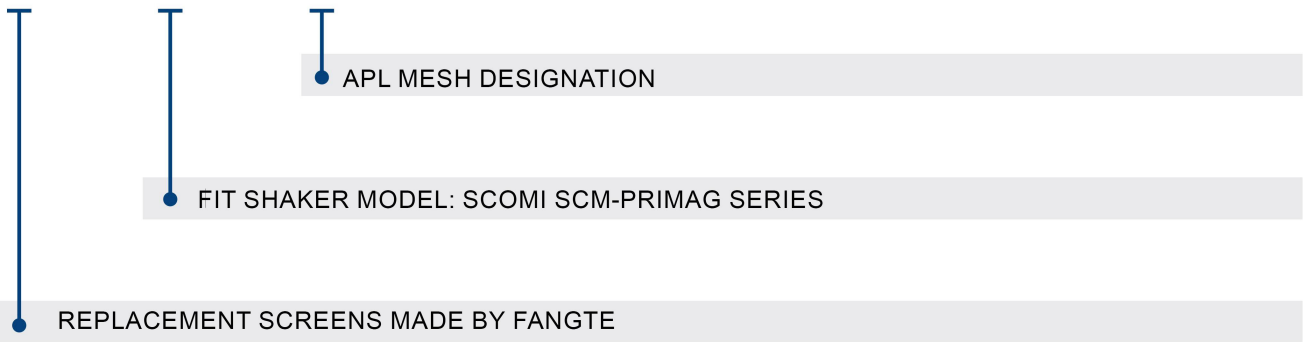 APL MESH DESIGNATION
FIT SHAKER MODEL: SCOMI SCM-PRIMAG SERIES
REPLACEMENT SCREENS MADE BY FANGTE